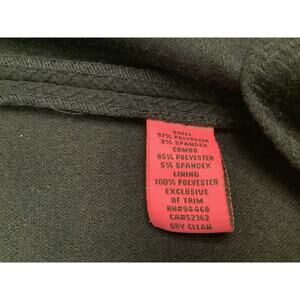 SHELL
97% POLYESTER
3% SPANDEX
COMBO
95% POLYESTER
5% SPANDEX
LINING
100% POLYESTER
EXCLUSIVE
OF TRIM
RN#94460
CA#52362
DRY CLEAN